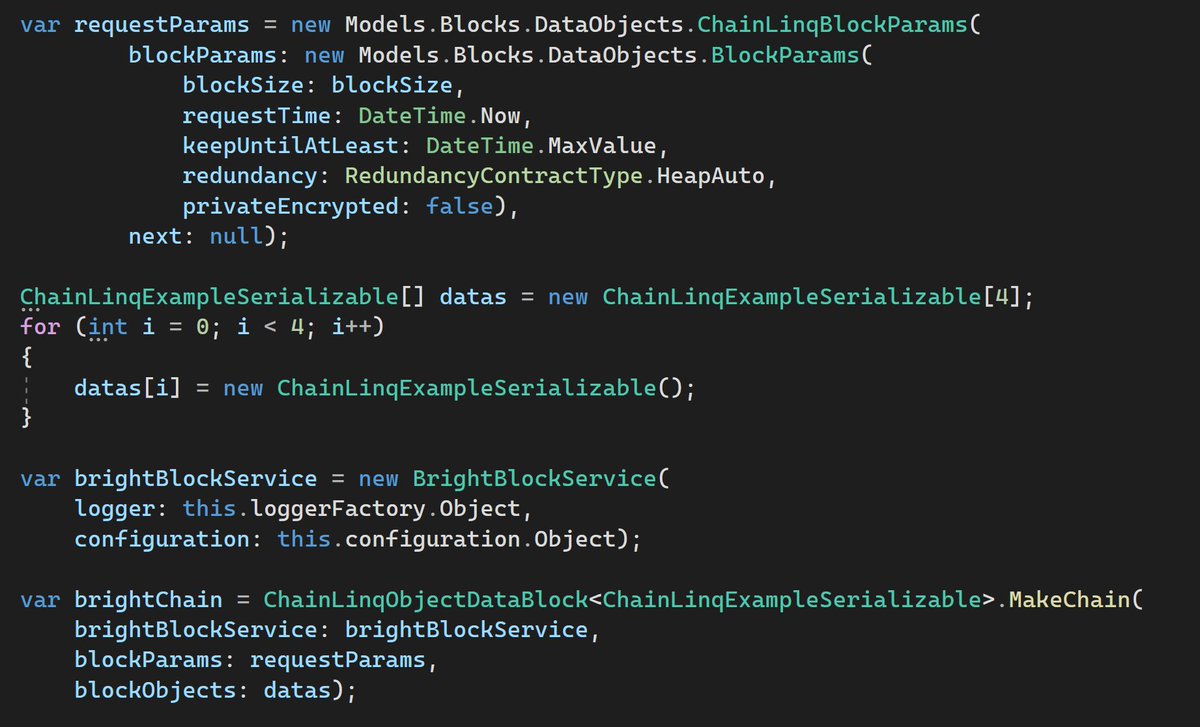 var requestParams = new Models.Blocks.DataObjects.ChainLinqBlockParams(
        blockParams: new Models.Blocks.DataObjects.BlockParams(
            blockSize: blockSize,
            requestTime: DateTime.Now,
            keepUntilAtLeast: DateTime.MaxValue,
            redundancy: RedundancyContractType.HeapAuto,
            privateEncrypted: false),
        next: null);

ChainLinqExampleSerializable[] datas = new ChainLinqExampleSerializable[4];
for (int i = 0; i < 4; i++)
{
    datas[i] = new ChainLinqExampleSerializable();
}

var brightBlockService = new BrightBlockService(
    logger: this.loggerFactory.Object,
    configuration: this.configuration.Object);

var brightChain = ChainLinqObjectDataBlock<ChainLinqExampleSerializable>.MakeChain(
    brightBlockService: brightBlockService,
    blockParams: requestParams,
    blockObjects: datas);